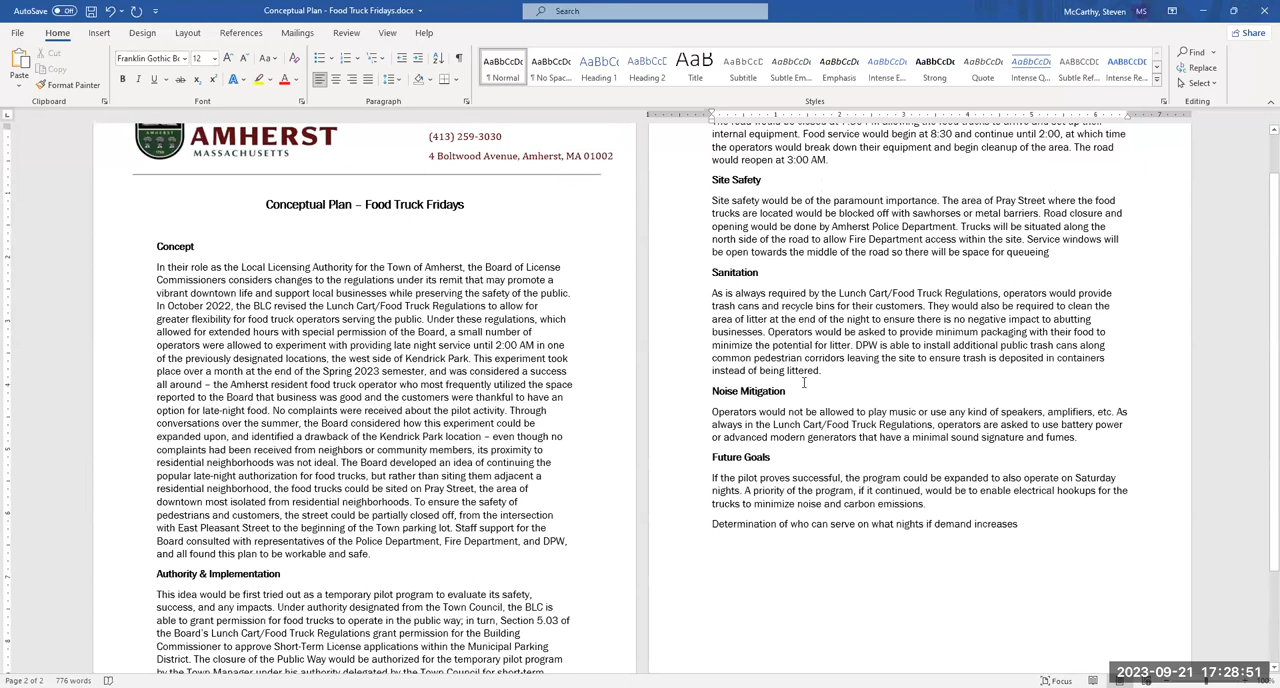 AutoSave Off
Conceptual Plan - Food Truck Fridays.docx
Search
McCarthy, Steven MS
File Home Insert Design Layout References Mailings Review View Help Share
Paste
Cut
Copy
Format Painter
Clipboard
Franklin Gothic B 12
Font
Paragraph
AaBbCcDc AaBbCcDc AaBbCc AaBbCcD AaB AaBbCcD AaBbCcDc AaBbCcDc AaBbCcDc AaBbCcDc AaBbCcDc AaBbCcDc AaBbCcDc AaBbCcDc
¶ Normal ¶ No Spac... Heading 1 Heading 2 Title Subtitle Subtle Em... Emphasis Intense E... Strong Quote Intense Q... Subtle Ref... Intense Re...
Styles
Find
Replace
Select
Editing
AMHERST
MASSACHUSETTS
(413) 259-3030
4 Boltwood Avenue, Amherst, MA 01002
Conceptual Plan – Food Truck Fridays
Concept
In their role as the Local Licensing Authority for the Town of Amherst, the Board of License
Commissioners considers changes to the regulations under its remit that may promote a
vibrant downtown life and support local businesses while preserving the safety of the public.
In October 2022, the BLC revised the Lunch Cart/Food Truck Regulations to allow for
greater flexibility for food truck operators serving the public. Under these regulations, which
allowed for extended hours with special permission of the Board, a small number of
operators were allowed to experiment with providing late night service until 2:00 AM in one
of the previously designated locations, the west side of Kendrick Park. This experiment took
place over a month at the end of the Spring 2023 semester, and was considered a success
all around – the Amherst resident food truck operator who most frequently utilized the space
reported to the Board that business was good and the customers were thankful to have an
option for late-night food. No complaints were received about the pilot activity. Through
conversations over the summer, the Board considered how this experiment could be
expanded upon, and identified a drawback of the Kendrick Park location – even though no
complaints had been received from neighbors or community members, its proximity to
residential neighborhoods was not ideal. The Board developed an idea of continuing the
popular late-night authorization for food trucks, but rather than siting them adjacent a
residential neighborhood, the food trucks could be sited on Pray Street, the area of
downtown most isolated from residential neighborhoods. To ensure the safety of
pedestrians and customers, the street could be partially closed off, from the intersection
with East Pleasant Street to the beginning of the Town parking lot. Staff support for the
Board consulted with representatives of the Police Department, Fire Department, and DPW,
and all found this plan to be workable and safe.
Authority & Implementation
This idea would be first tried out as a temporary pilot program to evaluate its safety,
success, and any impacts. Under authority designated from the Town Council, the BLC is
able to grant permission for food trucks to operate in the public way; in turn, Section 5.03 of
the Board's Lunch Cart/Food Truck Regulations grant permission for the Building
Commissioner to approve Short-Term License applications within the Municipal Parking
District. The closure of the Public Way would be authorized for the temporary pilot program
by the Town Manager under his authority delegated by the Town Council for short-term
internal equipment. Food service would begin at 8:30 and continue until 2:00, at which time
the operators would break down their equipment and begin cleanup of the area. The road
would reopen at 3:00 AM.
Site Safety
Site safety would be of the paramount importance. The area of Pray Street where the food
trucks are located would be blocked off with sawhorses or metal barriers. Road closure and
opening would be done by Amherst Police Department. Trucks will be situated along the
north side of the road to allow Fire Department access within the site. Service windows will
be open towards the middle of the road so there will be space for queueing
Sanitation
As is always required by the Lunch Cart/Food Truck Regulations, operators would provide
trash cans and recycle bins for their customers. They would also be required to clean the
area of litter at the end of the night to ensure there is no negative impact to abutting
businesses. Operators would be asked to provide minimum packaging with their food to
minimize the potential for litter. DPW is able to install additional public trash cans along
common pedestrian corridors leaving the site to ensure trash is deposited in containers
instead of being littered.
Noise Mitigation
Operators would not be allowed to play music or use any kind of speakers, amplifiers, etc. As
always in the Lunch Cart/Food Truck Regulations, operators are asked to use battery power
or advanced modern generators that have a minimal sound signature and fumes.
Future Goals
If the pilot proves successful, the program could be expanded to also operate on Saturday
nights. A priority of the program, if it continued, would be to enable electrical hookups for the
trucks to minimize noise and carbon emissions.
Determination of who can serve on what nights if demand increases
Page 2 of 2 776 words
Focus
2023-09-21 17:28:51